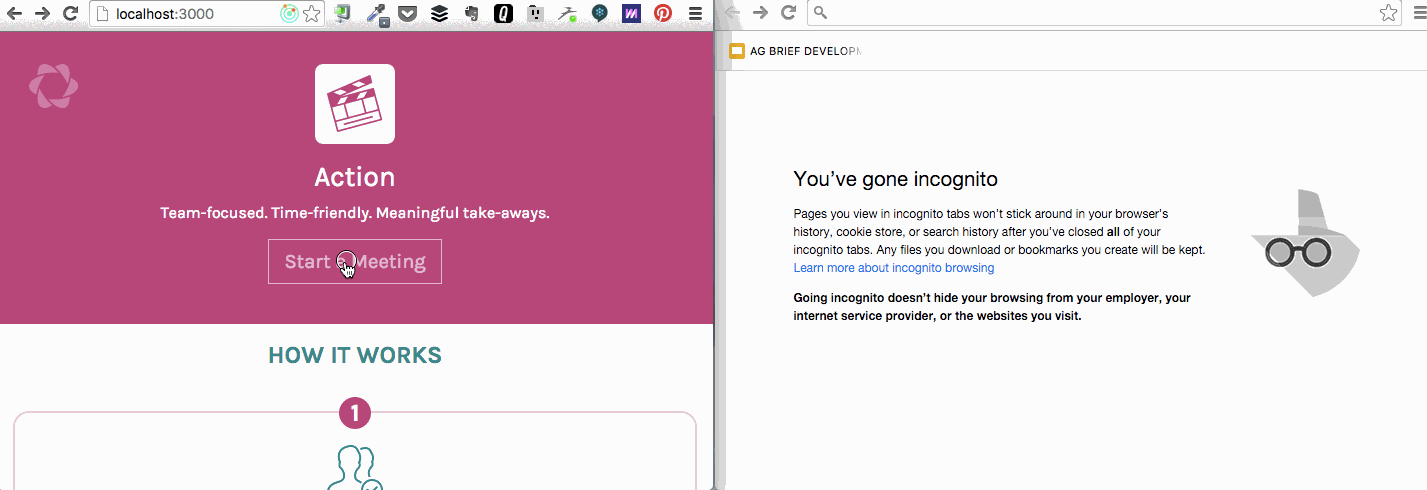 localhost:3000
Action
Team-focused. Time-friendly. Meaningful take-aways.
Start a Meeting
HOW IT WORKS
1
AG BRIEF DEVELOPM
You've gone incognito
Pages you view in incognito tabs won't stick around in your browser's
history, cookie store, or search history after you've closed all of your
incognito tabs. Any files you download or bookmarks you create will be kept.
Learn more about incognito browsing
Going incognito doesn't hide your browsing from your employer, your
internet service provider, or the websites you visit.